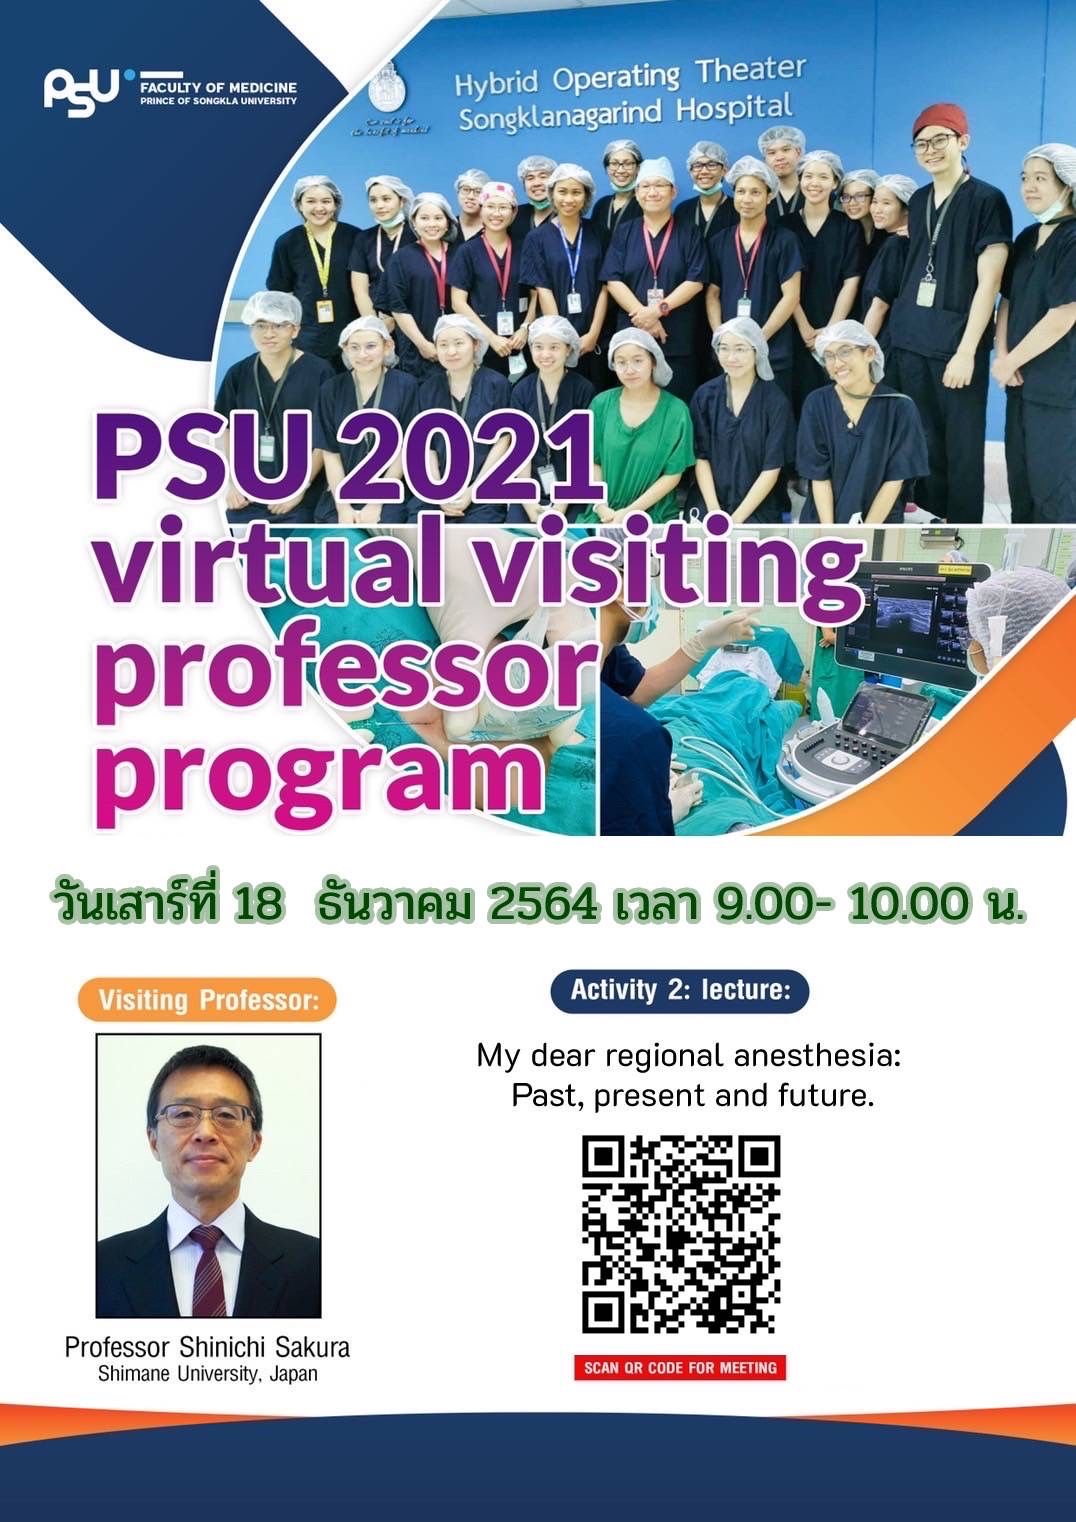 PSU
FACULTY OF MEDICINE
PRINCE OF SONGKLA UNIVERSITY
Hybrid Operating Theater
Songklanagarind Hospital
PSU 2021
virtual visiting
professor
program
PHILIPS
วันเสาร์ที่ 18 ธันวาคม 2564 เวลา 9.00- 10.00 น.
Visiting Professor:
Professor Shinichi Sakura
Shimane University, Japan
Activity 2: lecture:
My dear regional anesthesia:
Past, present and future.
SCAN QR CODE FOR MEETING